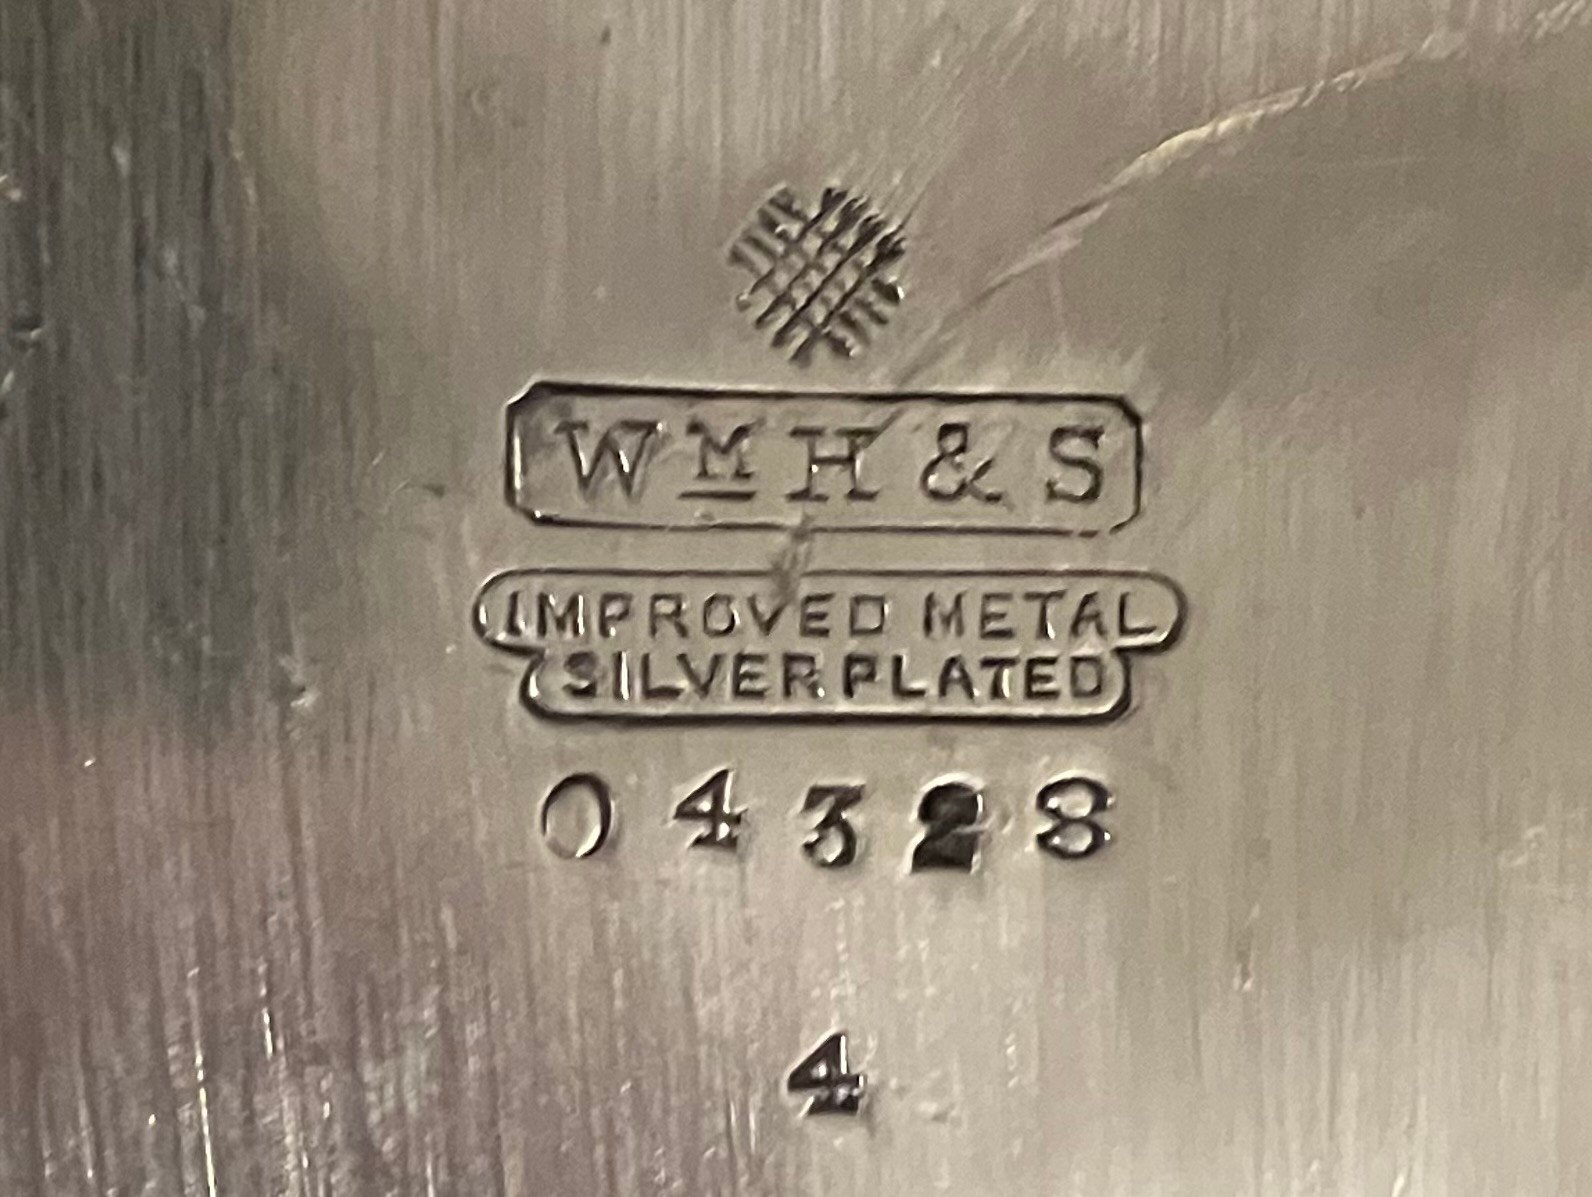 Wᴹ H & S
IMPROVED METAL
SILVER PLATED
04328
4